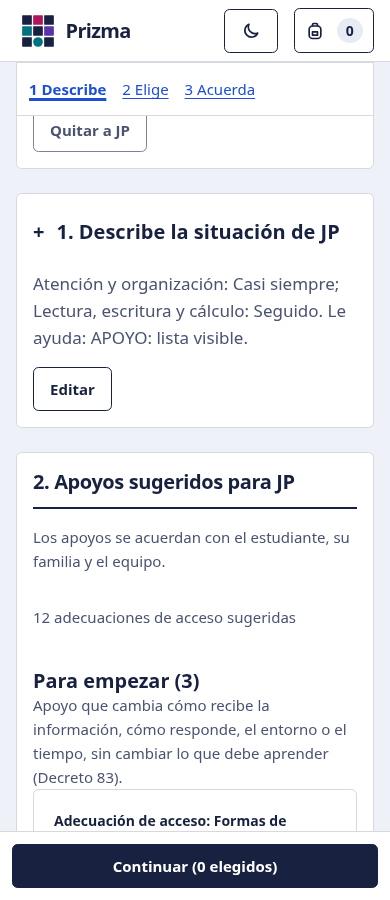 Prizma
0
1 Describe 2 Elige 3 Acuerda
Quitar a JP
+ 1. Describe la situación de JP
Atención y organización: Casi siempre;
Lectura, escritura y cálculo: Seguido. Le
ayuda: APOYO: lista visible.
Editar
2. Apoyos sugeridos para JP
Los apoyos se acuerdan con el estudiante, su
familia y el equipo.
12 adecuaciones de acceso sugeridas
Para empezar (3)
Apoyo que cambia cómo recibe la
información, cómo responde, el entorno o el
tiempo, sin cambiar lo que debe aprender
(Decreto 83).
Adecuación de acceso: Formas de
Continuar (0 elegidos)